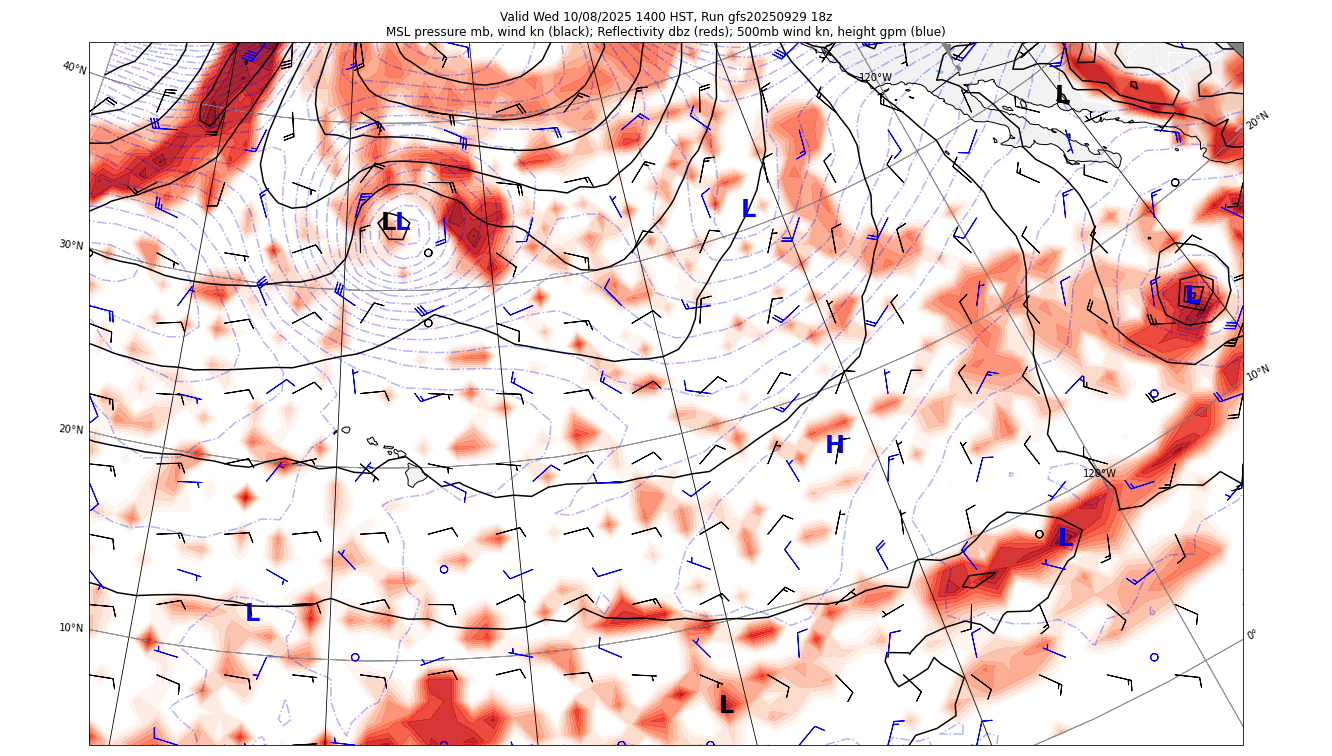 Valid Wed 10/08/2025 1400 HST, Run gfs20250929 18z
MSL pressure mb, wind kn (black); Reflectivity dbz (reds); 500mb wind kn, height gpm (blue)
40°N
120°W
L
20°N
L
L L
30°N
L
10°N
20°N
H
120°W
L
L
10°N
0°
L